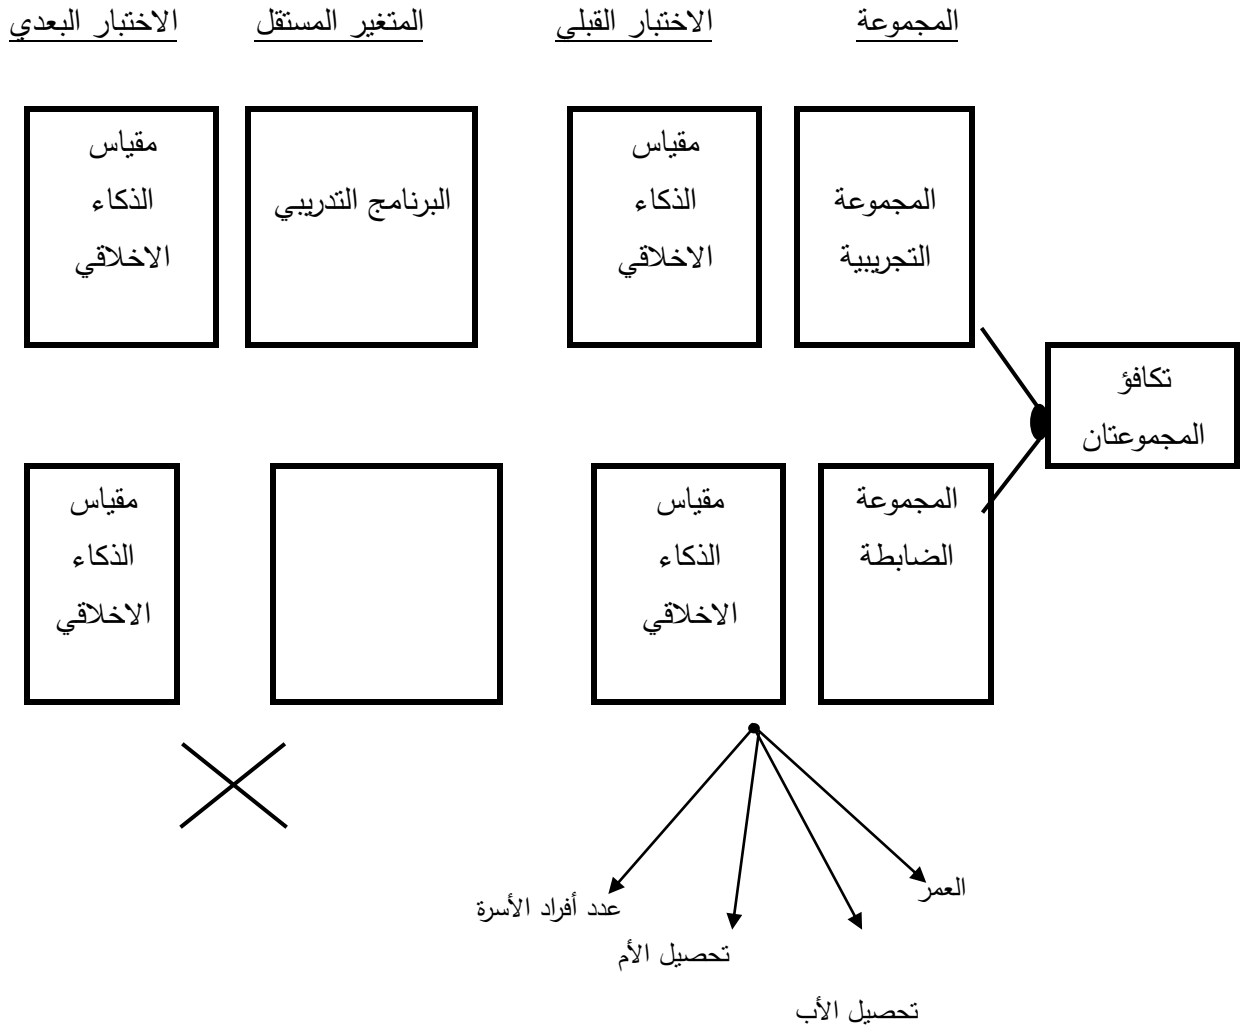 المجموعة
الاختبار القبلي
المتغير المستقل
الاختبار البعدي
المجموعة
التجريبية
مقياس
الذكاء
الاخلاقي
البرنامج التدريبي
مقياس
الذكاء
الاخلاقي
تكافؤ
المجموعتان
المجموعة
الضابطة
مقياس
الذكاء
الاخلاقي
مقياس
الذكاء
الاخلاقي
العمر
عدد أفراد الأسرة
تحصيل الأم
تحصيل الأب